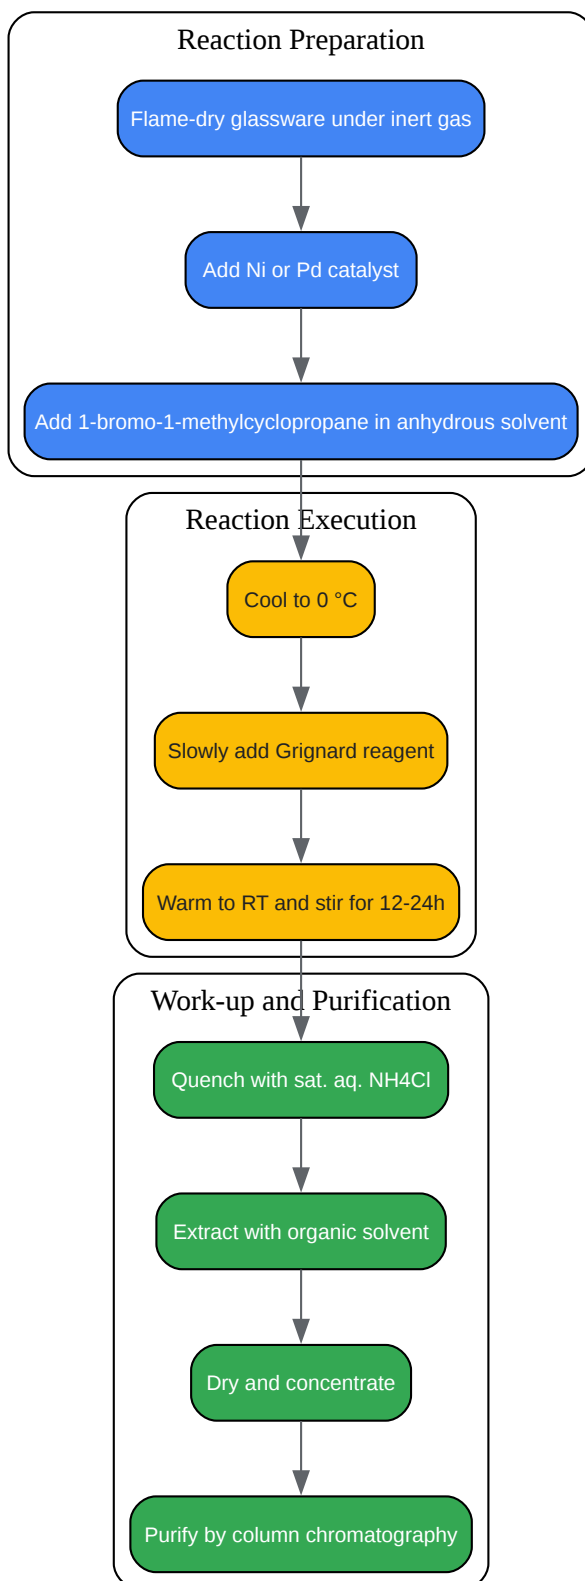 Reaction Preparation
Flame-dry glassware under inert gas
Add Ni or Pd catalyst
Add 1-bromo-1-methylcyclopropane in anhydrous solvent
Reaction Execution
Cool to 0 °C
Slowly add Grignard reagent
Warm to RT and stir for 12-24h
Work-up and Purification
Quench with sat. aq. NH4Cl
Extract with organic solvent
Dry and concentrate
Purify by column chromatography